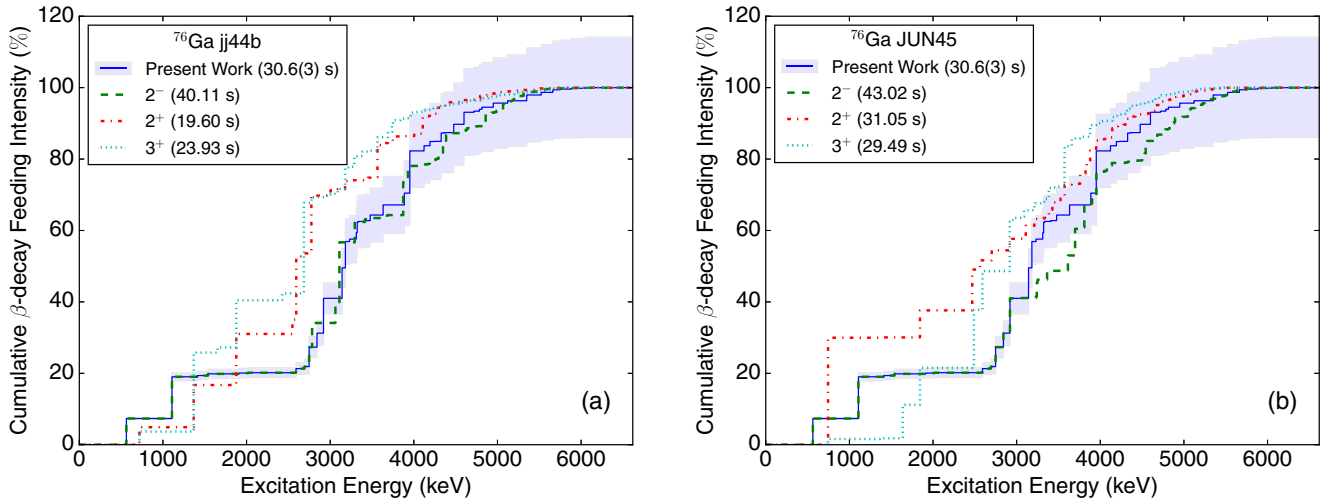 120
100
80
60
40
20
0
Cumulative β-decay Feeding Intensity (%)
⁷⁶Ga jj44b
Present Work (30.6(3) s)
2⁻ (40.11 s)
2⁺ (19.60 s)
3⁺ (23.93 s)
(a)
0 1000 2000 3000 4000 5000 6000
Excitation Energy (keV)
120
100
80
60
40
20
0
Cumulative β-decay Feeding Intensity (%)
⁷⁶Ga JUN45
Present Work (30.6(3) s)
2⁻ (43.02 s)
2⁺ (31.05 s)
3⁺ (29.49 s)
(b)
0 1000 2000 3000 4000 5000 6000
Excitation Energy (keV)